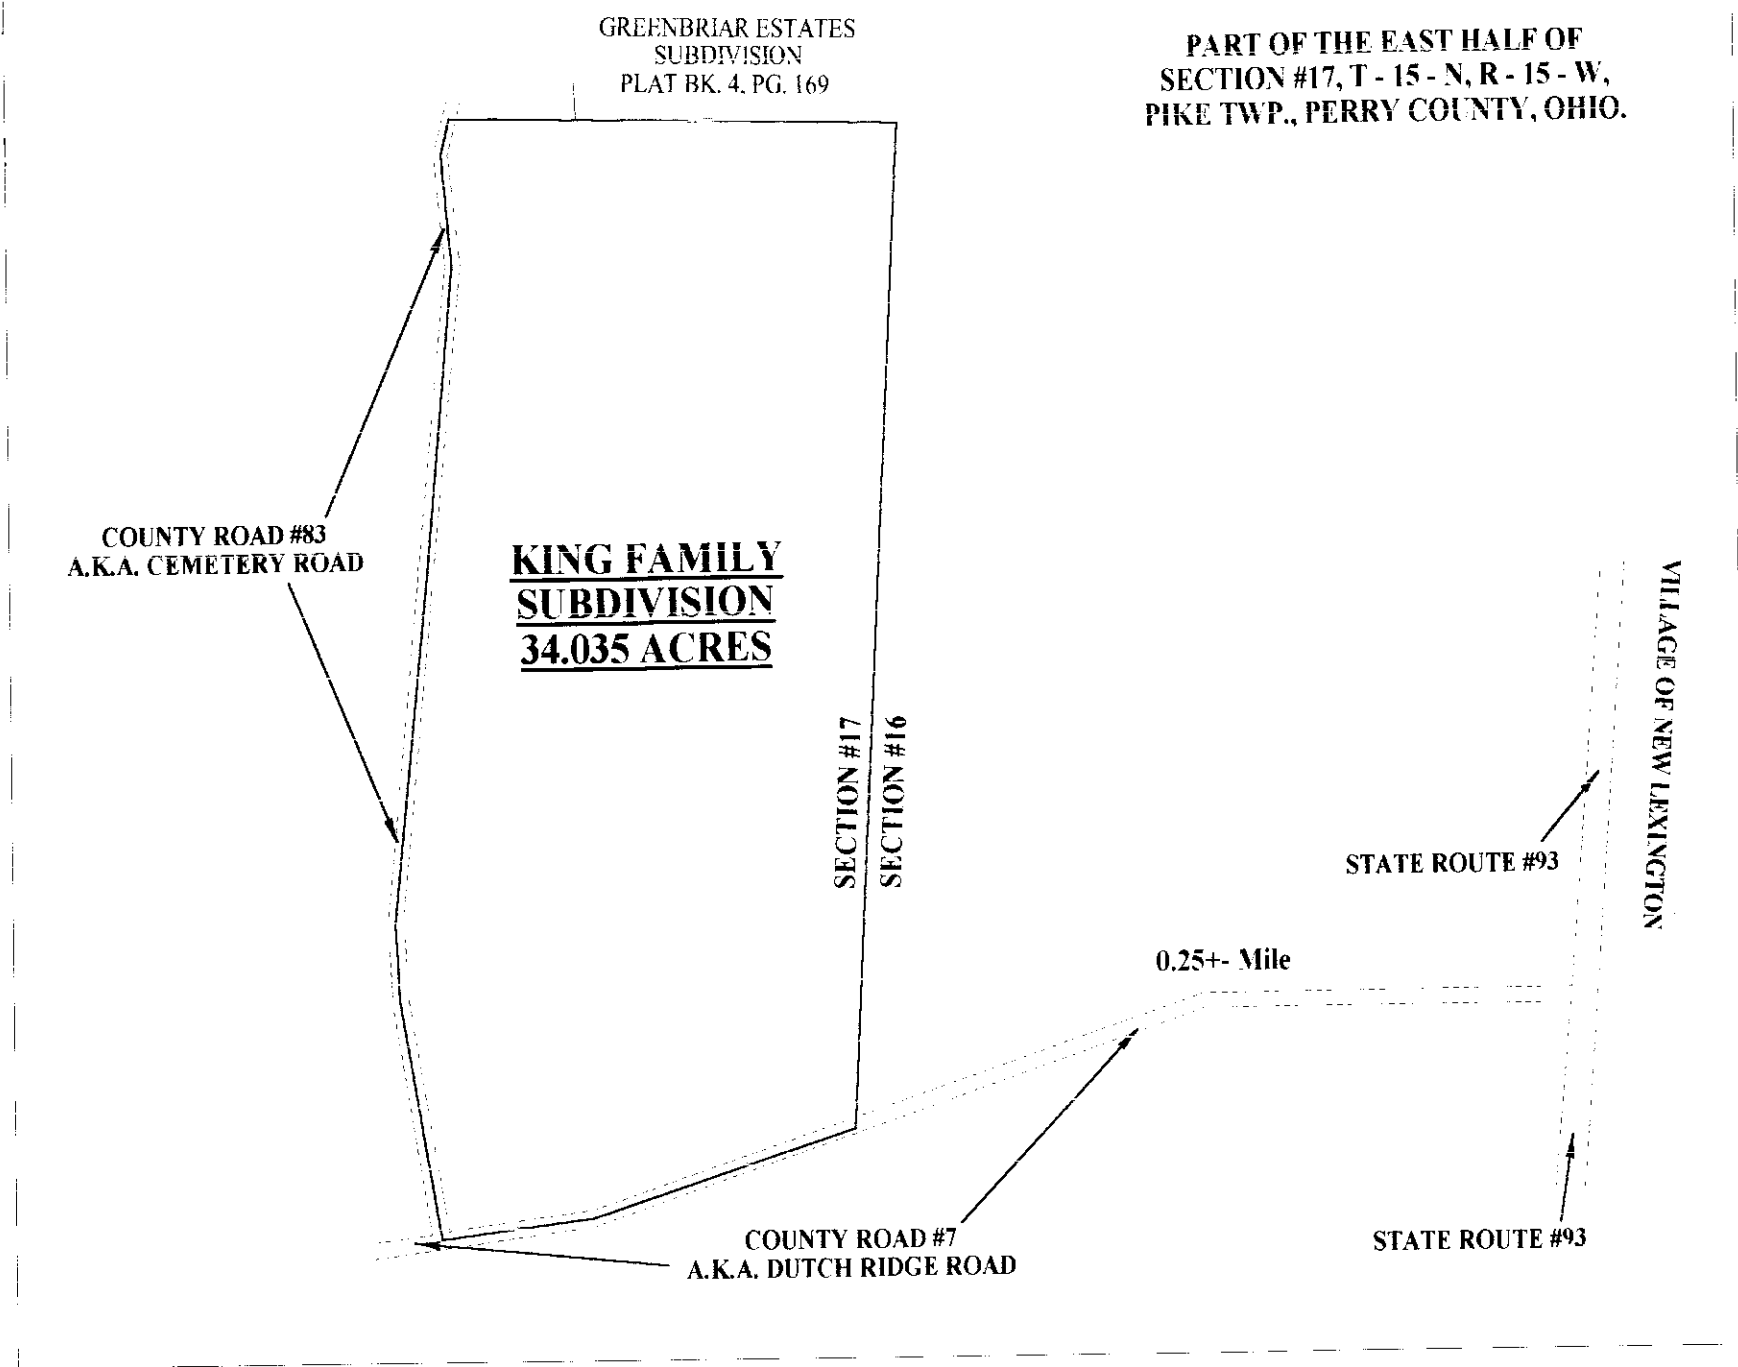 GREENBRIAR ESTATES
SUBDIVISION
PLAT BK. 4, PG. 169
PART OF THE EAST HALF OF
SECTION #17, T - 15 - N, R - 15 - W,
PIKE TWP., PERRY COUNTY, OHIO.
COUNTY ROAD #83
A.K.A. CEMETERY ROAD
KING FAMILY
SUBDIVISION
34.035 ACRES
SECTION #17
SECTION #16
VILLAGE OF NEW LEXINGTON
STATE ROUTE #93
0.25+- Mile
COUNTY ROAD #7
A.K.A. DUTCH RIDGE ROAD
STATE ROUTE #93